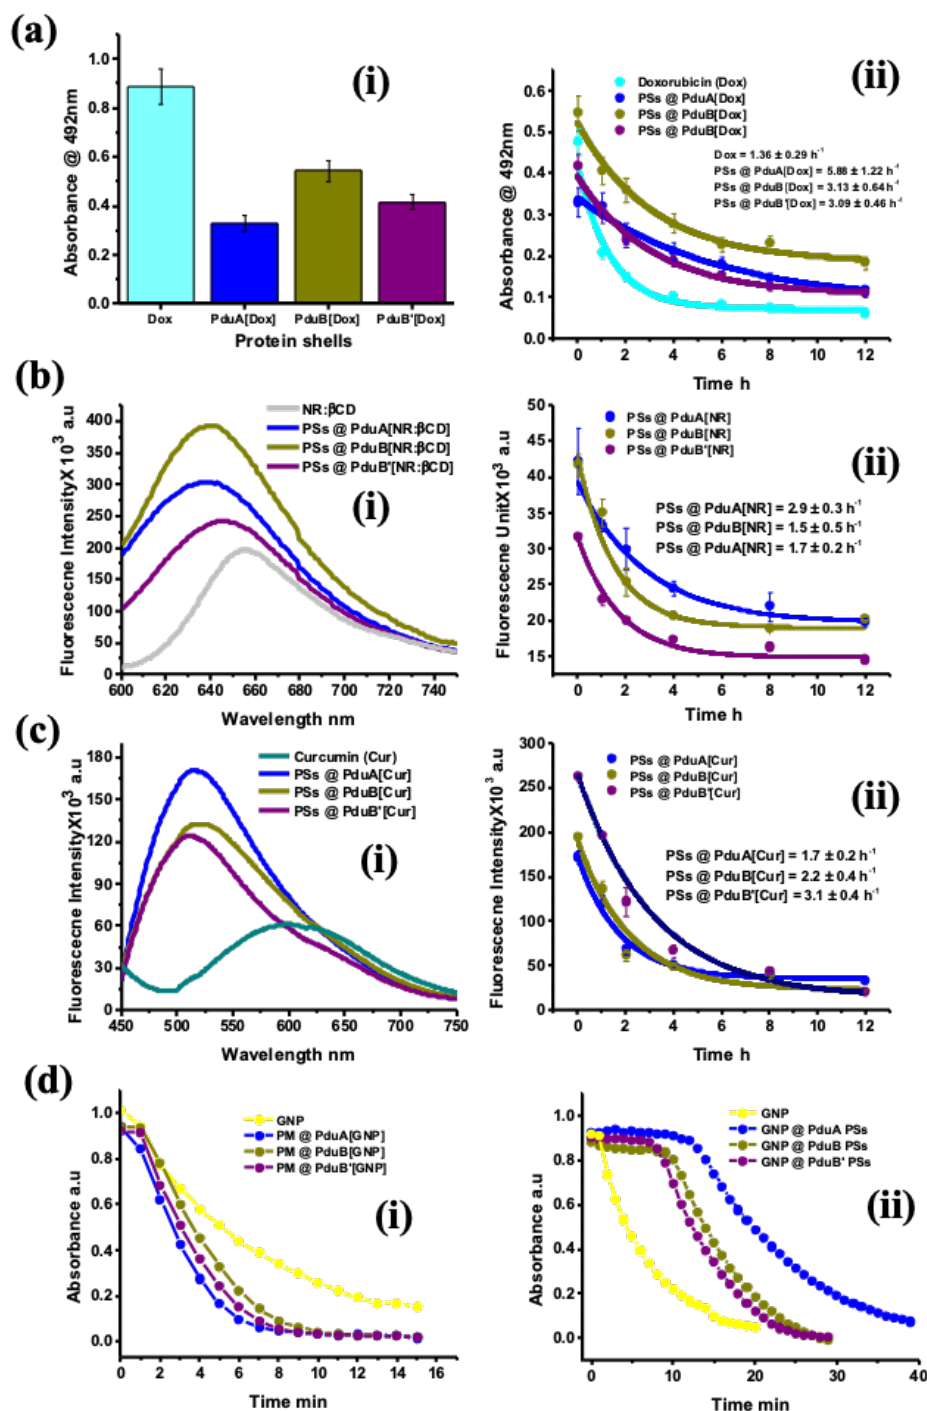 (a)
(i)
Absorbance @ 492nm
1.0
0.8
0.6
0.4
0.2
0.0
Dox PduA[Dox] PduB[Dox] PduB'[Dox]
Protein shells
(ii)
Doxorubicin (Dox)
PSs @ PduA[Dox]
PSs @ PduB[Dox]
PSs @ PduB[Dox]
Dox = 1.36 ± 0.29 h⁻¹
PSs @ PduA[Dox] = 5.88 ± 1.22 h⁻¹
PSs @ PduB[Dox] = 3.13 ± 0.64 h⁻¹
PSs @ PduB'[Dox] = 3.09 ± 0.46 h⁻¹
Absorbance @ 492nm
0.6
0.5
0.4
0.3
0.2
0.1
0.0
0 2 4 6 8 10 12
Time h
(b)
NR:βCD
PSs @ PduA[NR:βCD]
PSs @ PduB[NR:βCD]
PSs @ PduB'[NR:βCD]
(i)
Fluorescecne IntensityX 10³ a.u
400
350
300
250
200
150
100
50
0
600 620 640 660 680 700 720 740
Wavelength nm
PSs @ PduA[NR]
PSs @ PduB[NR]
PSs @ PduB'[NR]
(ii)
PSs @ PduA[NR] = 2.9 ± 0.3 h⁻¹
PSs @ PduB[NR] = 1.5 ± 0.5 h⁻¹
PSs @ PduA[NR] = 1.7 ± 0.2 h⁻¹
Fluorescecne UnitX10³ a.u
50
45
40
35
30
25
20
15
0 2 4 6 8 10 12
Time h
(c)
Curcumin (Cur)
PSs @ PduA[Cur]
PSs @ PduB[Cur]
PSs @ PduB'[Cur]
(i)
Fluorescecne IntensityX10³ a.u
180
150
120
90
60
30
0
450 500 550 600 650 700 750
Wavelength nm
PSs @ PduA[Cur]
PSs @ PduB[Cur]
PSs @ PduB'[Cur]
(ii)
PSs @ PduA[Cur] = 1.7 ± 0.2 h⁻¹
PSs @ PduB[Cur] = 2.2 ± 0.4 h⁻¹
PSs @ PduB'[Cur] = 3.1 ± 0.4 h⁻¹
Fluorescecne IntensityX10³ a.u
300
250
200
150
100
50
0
0 2 4 6 8 10 12
Time h
(d)
GNP
PM @ PduA[GNP]
PM @ PduB[GNP]
PM @ PduB'[GNP]
(i)
Absorbance a.u
1.0
0.8
0.6
0.4
0.2
0.0
0 2 4 6 8 10 12 14 16
Time min
GNP
GNP @ PduA PSs
GNP @ PduB PSs
GNP @ PduB' PSs
(ii)
Absorbance a.u
1.0
0.8
0.6
0.4
0.2
0.0
0 10 20 30 40
Time min